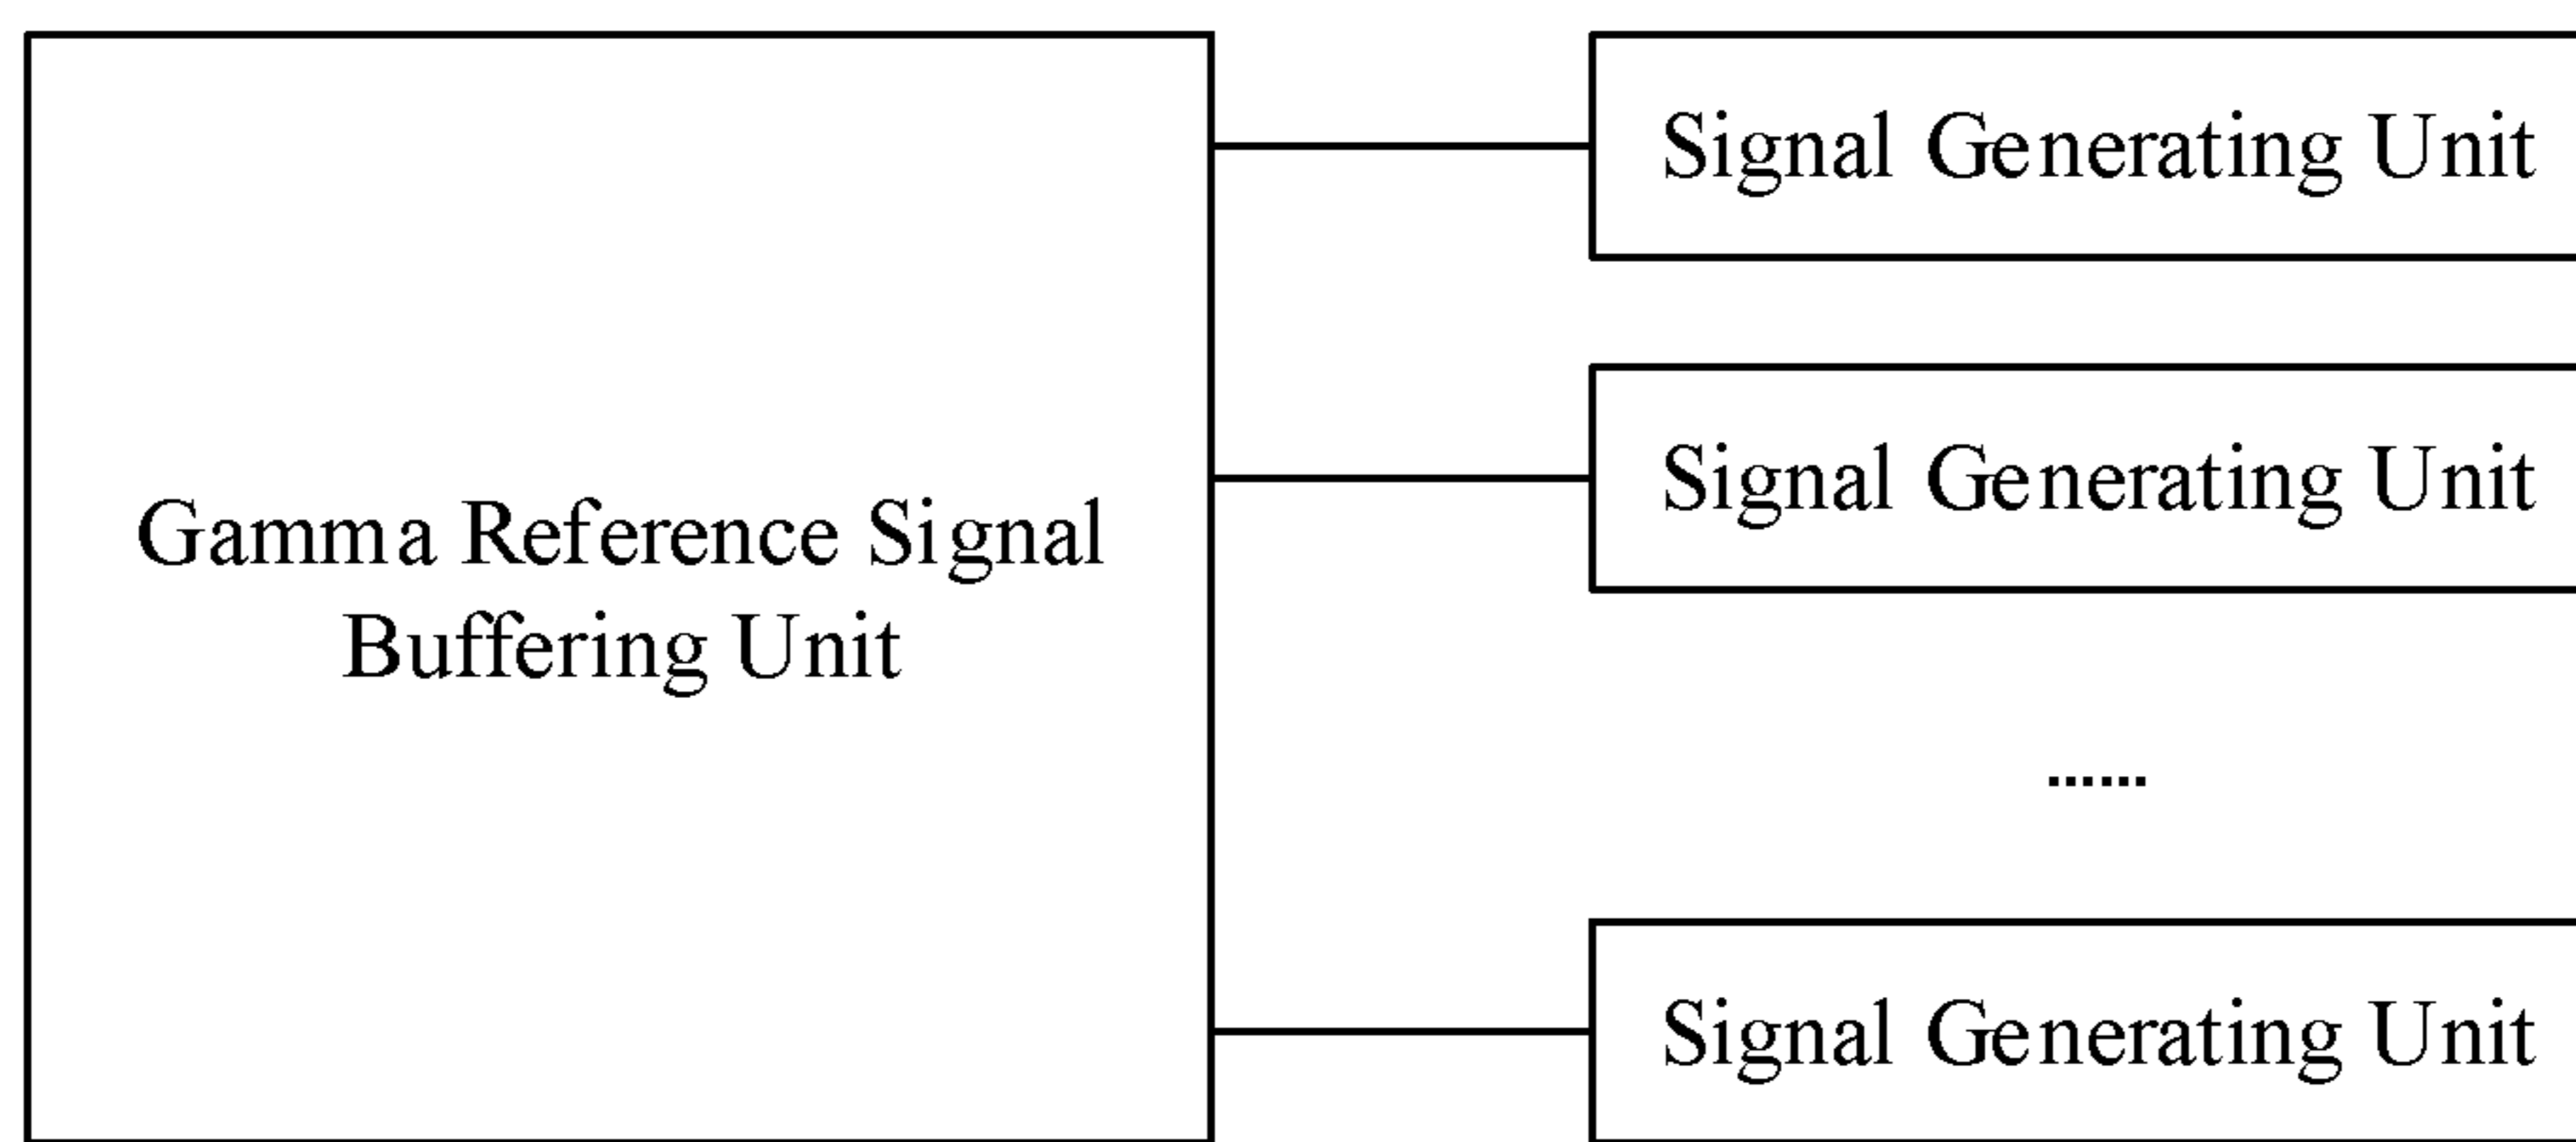 Signal Generating Unit
Signal Generating Unit
Gamma Reference Signal
Buffering Unit
......
Signal Generating Unit